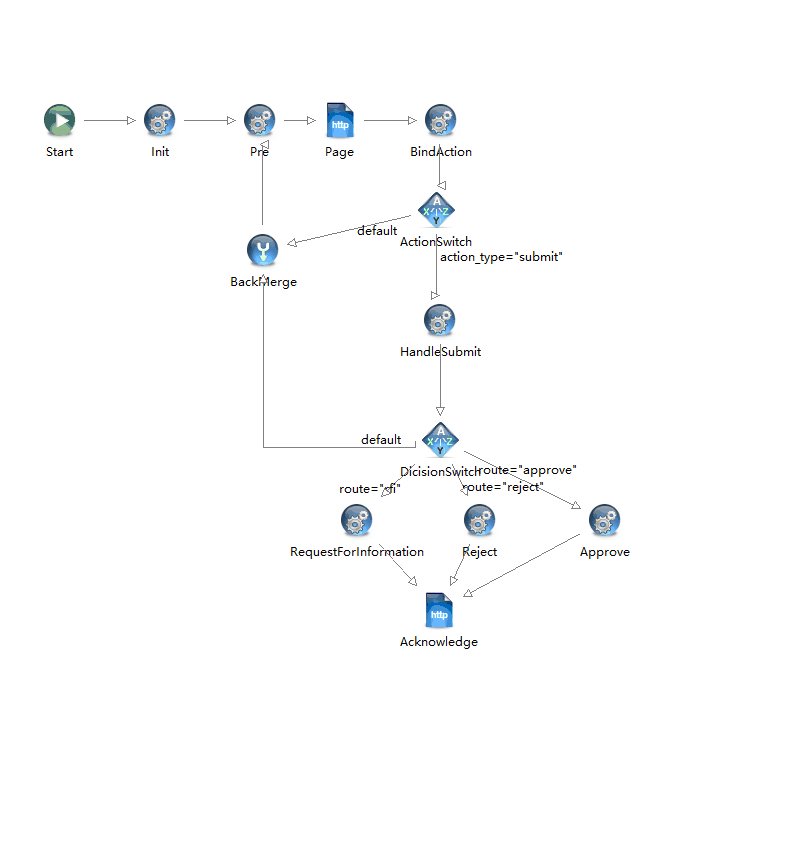 Start
Init
Pre
http
Page
BindAction
A
X Z
Y
ActionSwitch
default
action_type="submit"
BackMerge
HandleSubmit
default
A
X Z
Y
DicisionSwitch
route="approve"
route="rfi"
route="reject"
RequestForInformation
Reject
Approve
http
Acknowledge